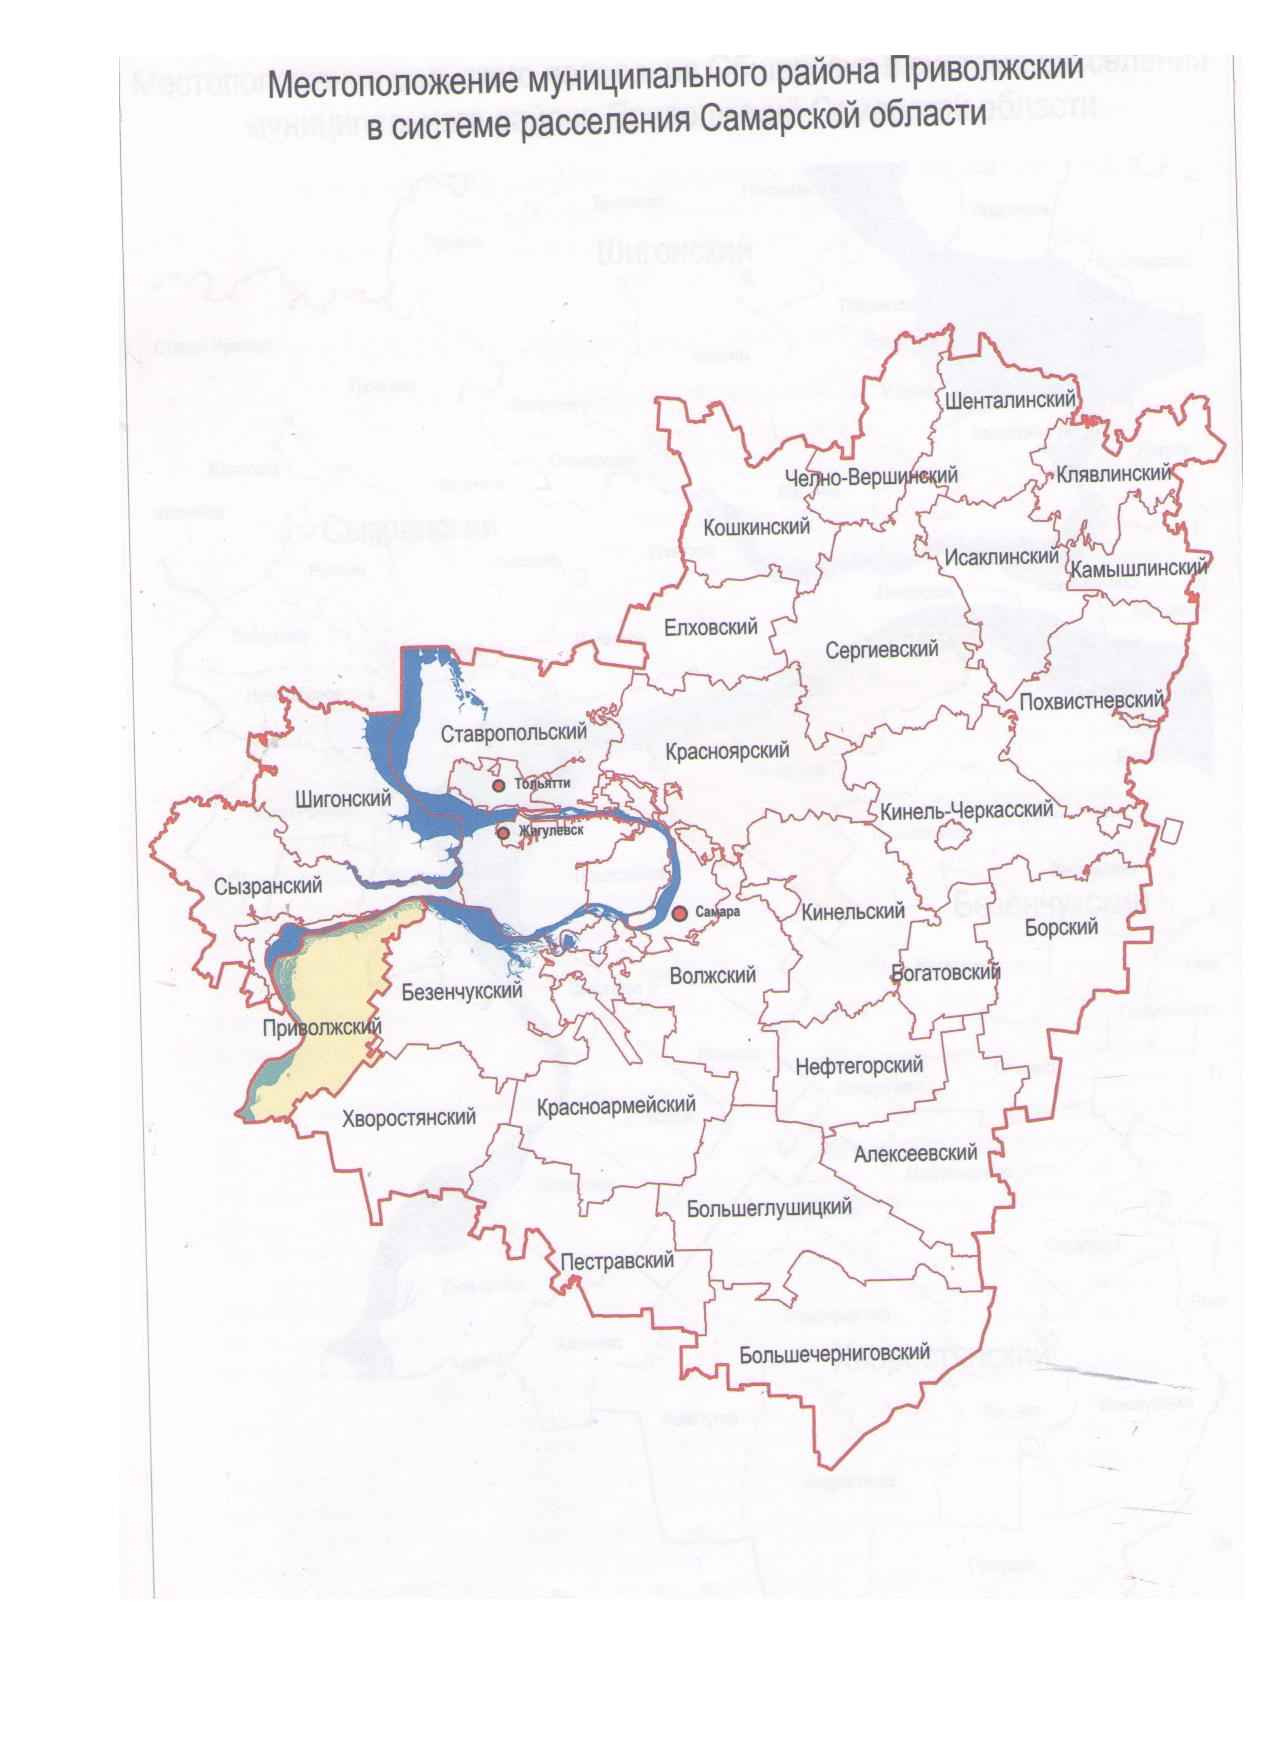 Местоположение муниципального района Приволжский
в системе расселения Самарской области
Шенталинский
Челно-Вершинский
Клявлинский
Кошкинский
Исаклинский
Камышлинский
Елховский
Сергиевский
Похвистневский
Ставропольский
Красноярский
Тольятти
Шигонский
Кинель-Черкасский
Жигулевск
Сызранский
Самара
Кинельский
Борский
Волжский
Богатовский
Безенчукский
Приволжский
Нефтегорский
Хворостянский
Красноармейский
Алексеевский
Большеглушицкий
Пестравский
Большечерниговский